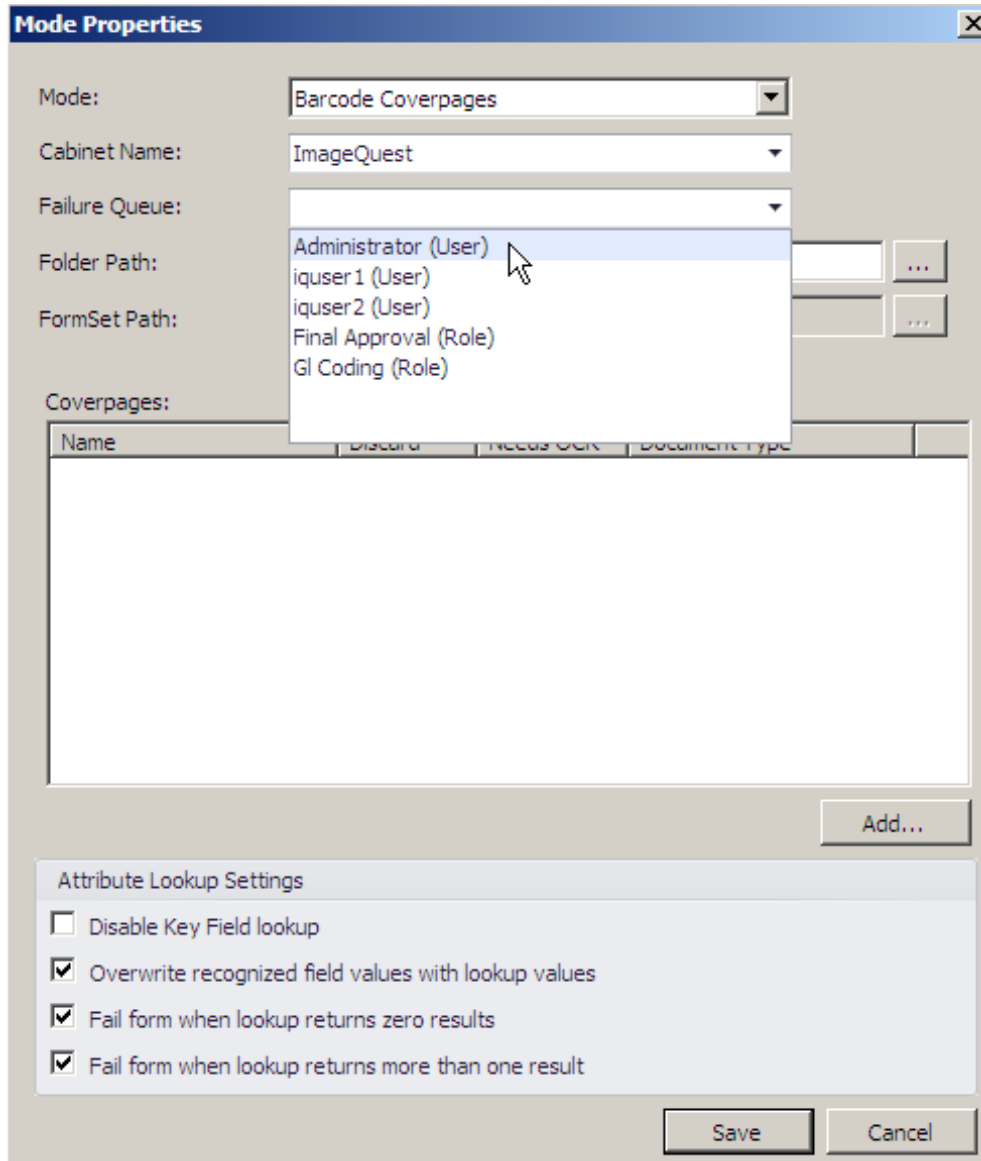 Mode Properties
Mode: Barcode Coverpages
Cabinet Name: ImageQuest
Failure Queue:
Administrator (User)
Folder Path: ...
iquser1 (User)
iquser2 (User)
FormSet Path: ...
Final Approval (Role)
Gl Coding (Role)
Coverpages:
Name Discard Needs OCR Document Type
Add...
Attribute Lookup Settings
Disable Key Field lookup
Overwrite recognized field values with lookup values
Fail form when lookup returns zero results
Fail form when lookup returns more than one result
Save Cancel